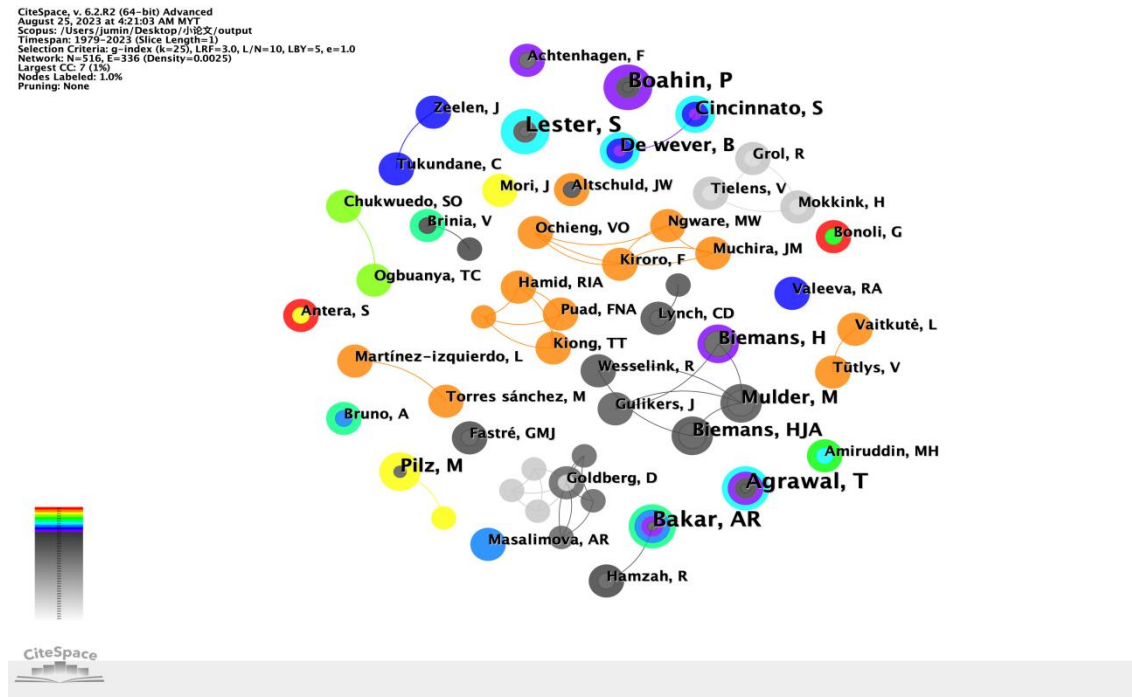 CiteSpace, v. 6.2.R2 (64-bit) Advanced
August 25, 2023 at 4:21:03 AM MYT
Scopus: /Users/jumin/Desktop/小论文/output
Timespan: 1979-2023 (Slice Length=1)
Selection Criteria: g-index (k=25), LRF=3.0, L/N=10, LBY=5, e=1.0
Network: N=516, E=336 (Density=0.0025)
Largest CC: 7 (1%)
Nodes Labeled: 1.0%
Pruning: None
Achtenhagen, F
Boahin, P
Zeelen, J
Cincinnato, S
Lester, S
De wever, B
Grol, R
Tukundane, C
Mori, J
Altschuld, JW
Tielens, V
Chukwuedo, SO
Mokkink, H
Brinia, V
Ochieng, VO
Ngware, MW
Bonoli, G
Muchira, JM
Kiroro, F
Ogbuanya, TC
Hamid, RIA
Valeeva, RA
Antera, S
Puad, FNA
Lynch, CD
Vaitkutė, L
Biemans, H
Kiong, TT
Martínez-izquierdo, L
Wesselink, R
Tūtlys, V
Torres sánchez, M
Gulikers, J
Mulder, M
Bruno, A
Fastré, GMJ
Biemans, HJA
Amiruddin, MH
Pilz, M
Goldberg, D
Agrawal, T
Bakar, AR
Masalimova, AR
Hamzah, R
CiteSpace